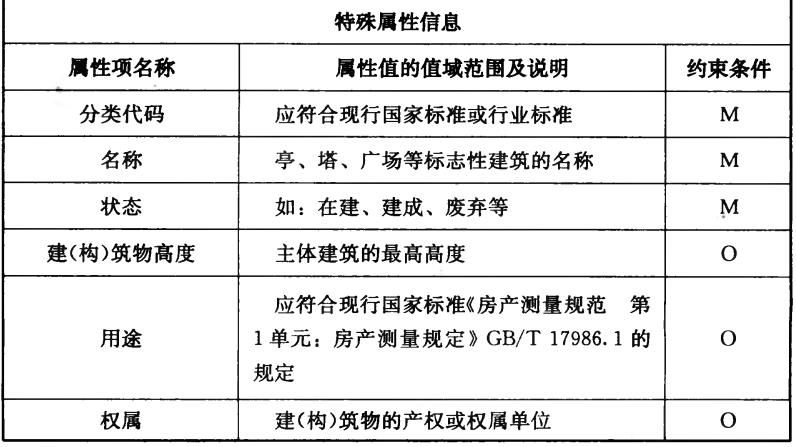 特殊属性信息
属性项名称 属性值的值域范围及说明 约束条件
分类代码 应符合现行国家标准或行业标准 M
名称 亭、塔、广场等标志性建筑的名称 M
状态 如：在建、建成、废弃等 M
建(构)筑物高度 主体建筑的最高高度 O
应符合现行国家标准《房产测量规范 第
用途 1单元：房产测量规定》GB/T 17986.1的 O
规定
权属 建(构)筑物的产权或权属单位 O